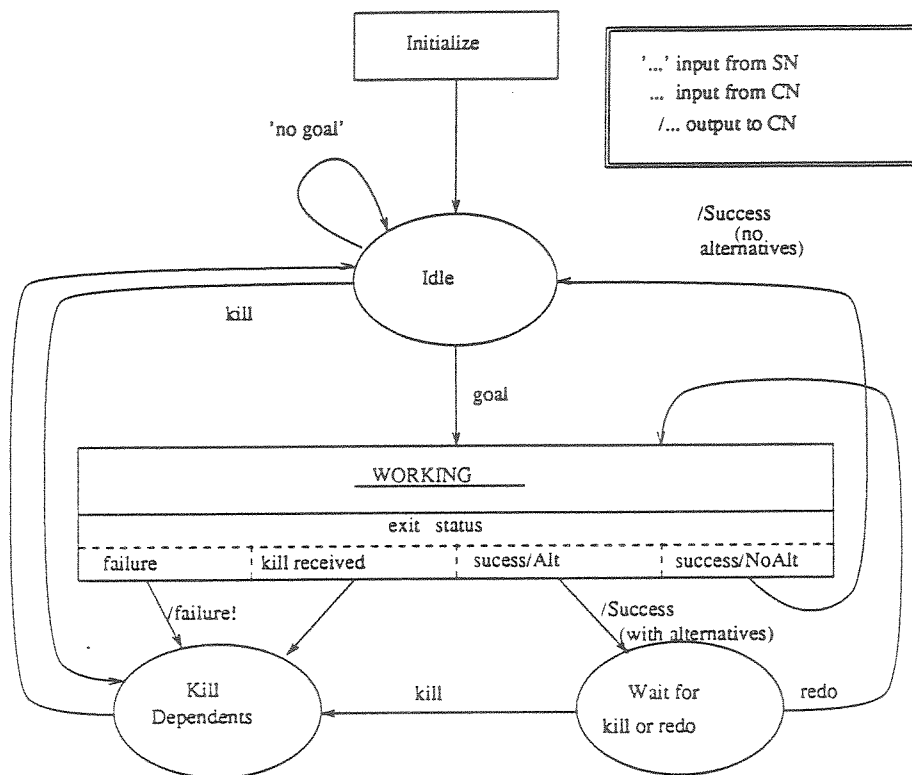 Initialize
'...' input from SN
... input from CN
/... output to CN
'no goal'
/Success
(no
alternatives)
Idle
kill
goal
WORKING
exit status
failure
kill received
sucess/Alt
success/NoAlt
/failure!
/Success
(with alternatives)
Kill
Dependents
kill
Wait for
kill or redo
redo